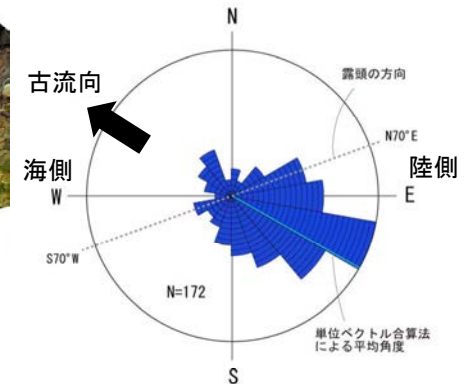 N
露頭の方向
古流向
N70°E
海側
陸側
W
E
S70°W
N=172
単位ベクトル合算法
による平均角度
S